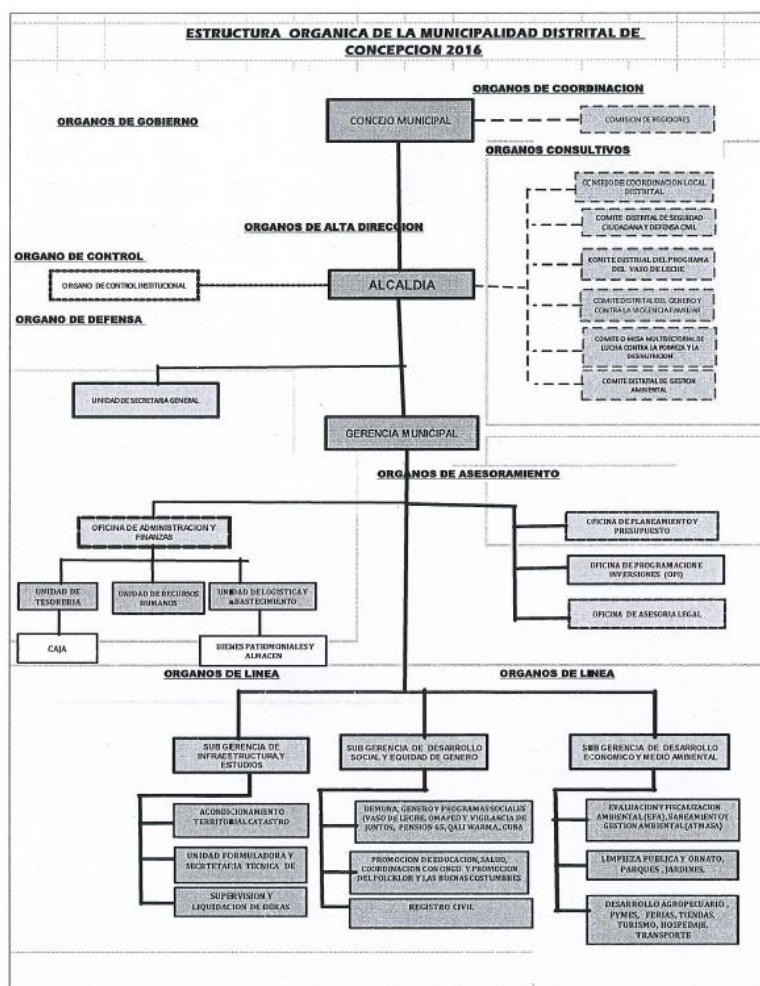 ESTRUCTURA ORGANICA DE LA MUNICIPALIDAD DISTRITAL DE
CONCEPCION 2016
ORGANOS DE COORDINACION
CONCEJO MUNICIPAL
COMISION DE REGIDORES
ORGANOS DE GOBIERNO
ORGANOS CONSULTIVOS
CONSEJO DE COORDINACION LOCAL
DISTRITAL
COMITE DISTRITAL DE SEGUIDAD
CIUDADANA Y DEFENSA CIVIL
COMITE DISTRIAL DEL PROGRAMA
DEL VASO DE LECHE
COMITE DISTRITAL DEL GENERO Y
CONTRA LA VIOLENCIA FAMILIAR
COMITE O MESA MULTISECTORIAL DE
LUCHA CONTRA LA POBREZA Y LA
DESNUTRICION
COMITE DISTRITAL DE GESTION
AMBIENTAL
ORGANOS DE ALTA DIRECCION
ORGANO DE CONTROL
ORGANO DE CONTROL INSTITUCIONAL
ALCALDIA
ORGANO DE DEFENSA
UNIDAD DE SECRETARIA GENERAL
GERENCIA MUNICIPAL
ORGANOS DE ASESORAMIENTO
OFICINA DE ADMINISTRACION Y
FINANZAS
UNIDAD DE
TESORERIA
UNIDAD DE RECURSOS
HUMANOS
UNIDAD DE LOGISTICA Y
ABASTECIMIENTO
CAJA
BIENES PATRIMONIALES Y
ALMACEN
OFICINA DE PLANEAMIENTO Y
PRESUPUESTO
OFICINA DE PROGRAMACION E
INVERSIONES (OPI)
OFICINA DE ASESORIA LEGAL
ORGANOS DE LINEA
ORGANOS DE LINEA
SUB GERENCIA DE
INFRAESTRUCTURA Y
ESTUDIOS
ACONDICIONAMIENTO
TERRITORIAL CATASTRO
UNIDAD FORMULADORA Y
SECRTETARIA TECNICA DE
SUPERVISION Y
LIQUIDACION DE OBRAS
SUB GERENCIA DE DESARROLLO
SOCIAL Y EQUIDAD DE GENERO
DEMUNA, GENERO Y PROGRAMAS SOCIALES
(VASO DE LECHE, OMAPED Y VIGILANCIA DE
JUNTOS, PENSION 65, QALI WARMA, CUNA
PROMOCION DE EDUCACION, SALUD,
COORDINACION CON ONGD Y PROMOCION
DEL FOLCKLOR Y LAS BUENAS COSTUMBRES
REGISTRO CIVIL
SUB GERENCIA DE DESARROLLO
ECONOMICO Y MEDIO AMBIENTAL
EVALUACION Y FISCALIZACION
AMBIENTAL (EFA), SANEAMIENTO Y
GESTION AMBIENTAL (ATMASA)
LIMPIEZA PUBLICA Y ORNATO,
PARQUES , JARDINES,
DESARROLLO AGROPECUARIO ,
PYMES, FERIAS, TIENDAS,
TURISMO, HOSPEDAJE,
TRANSPORTE